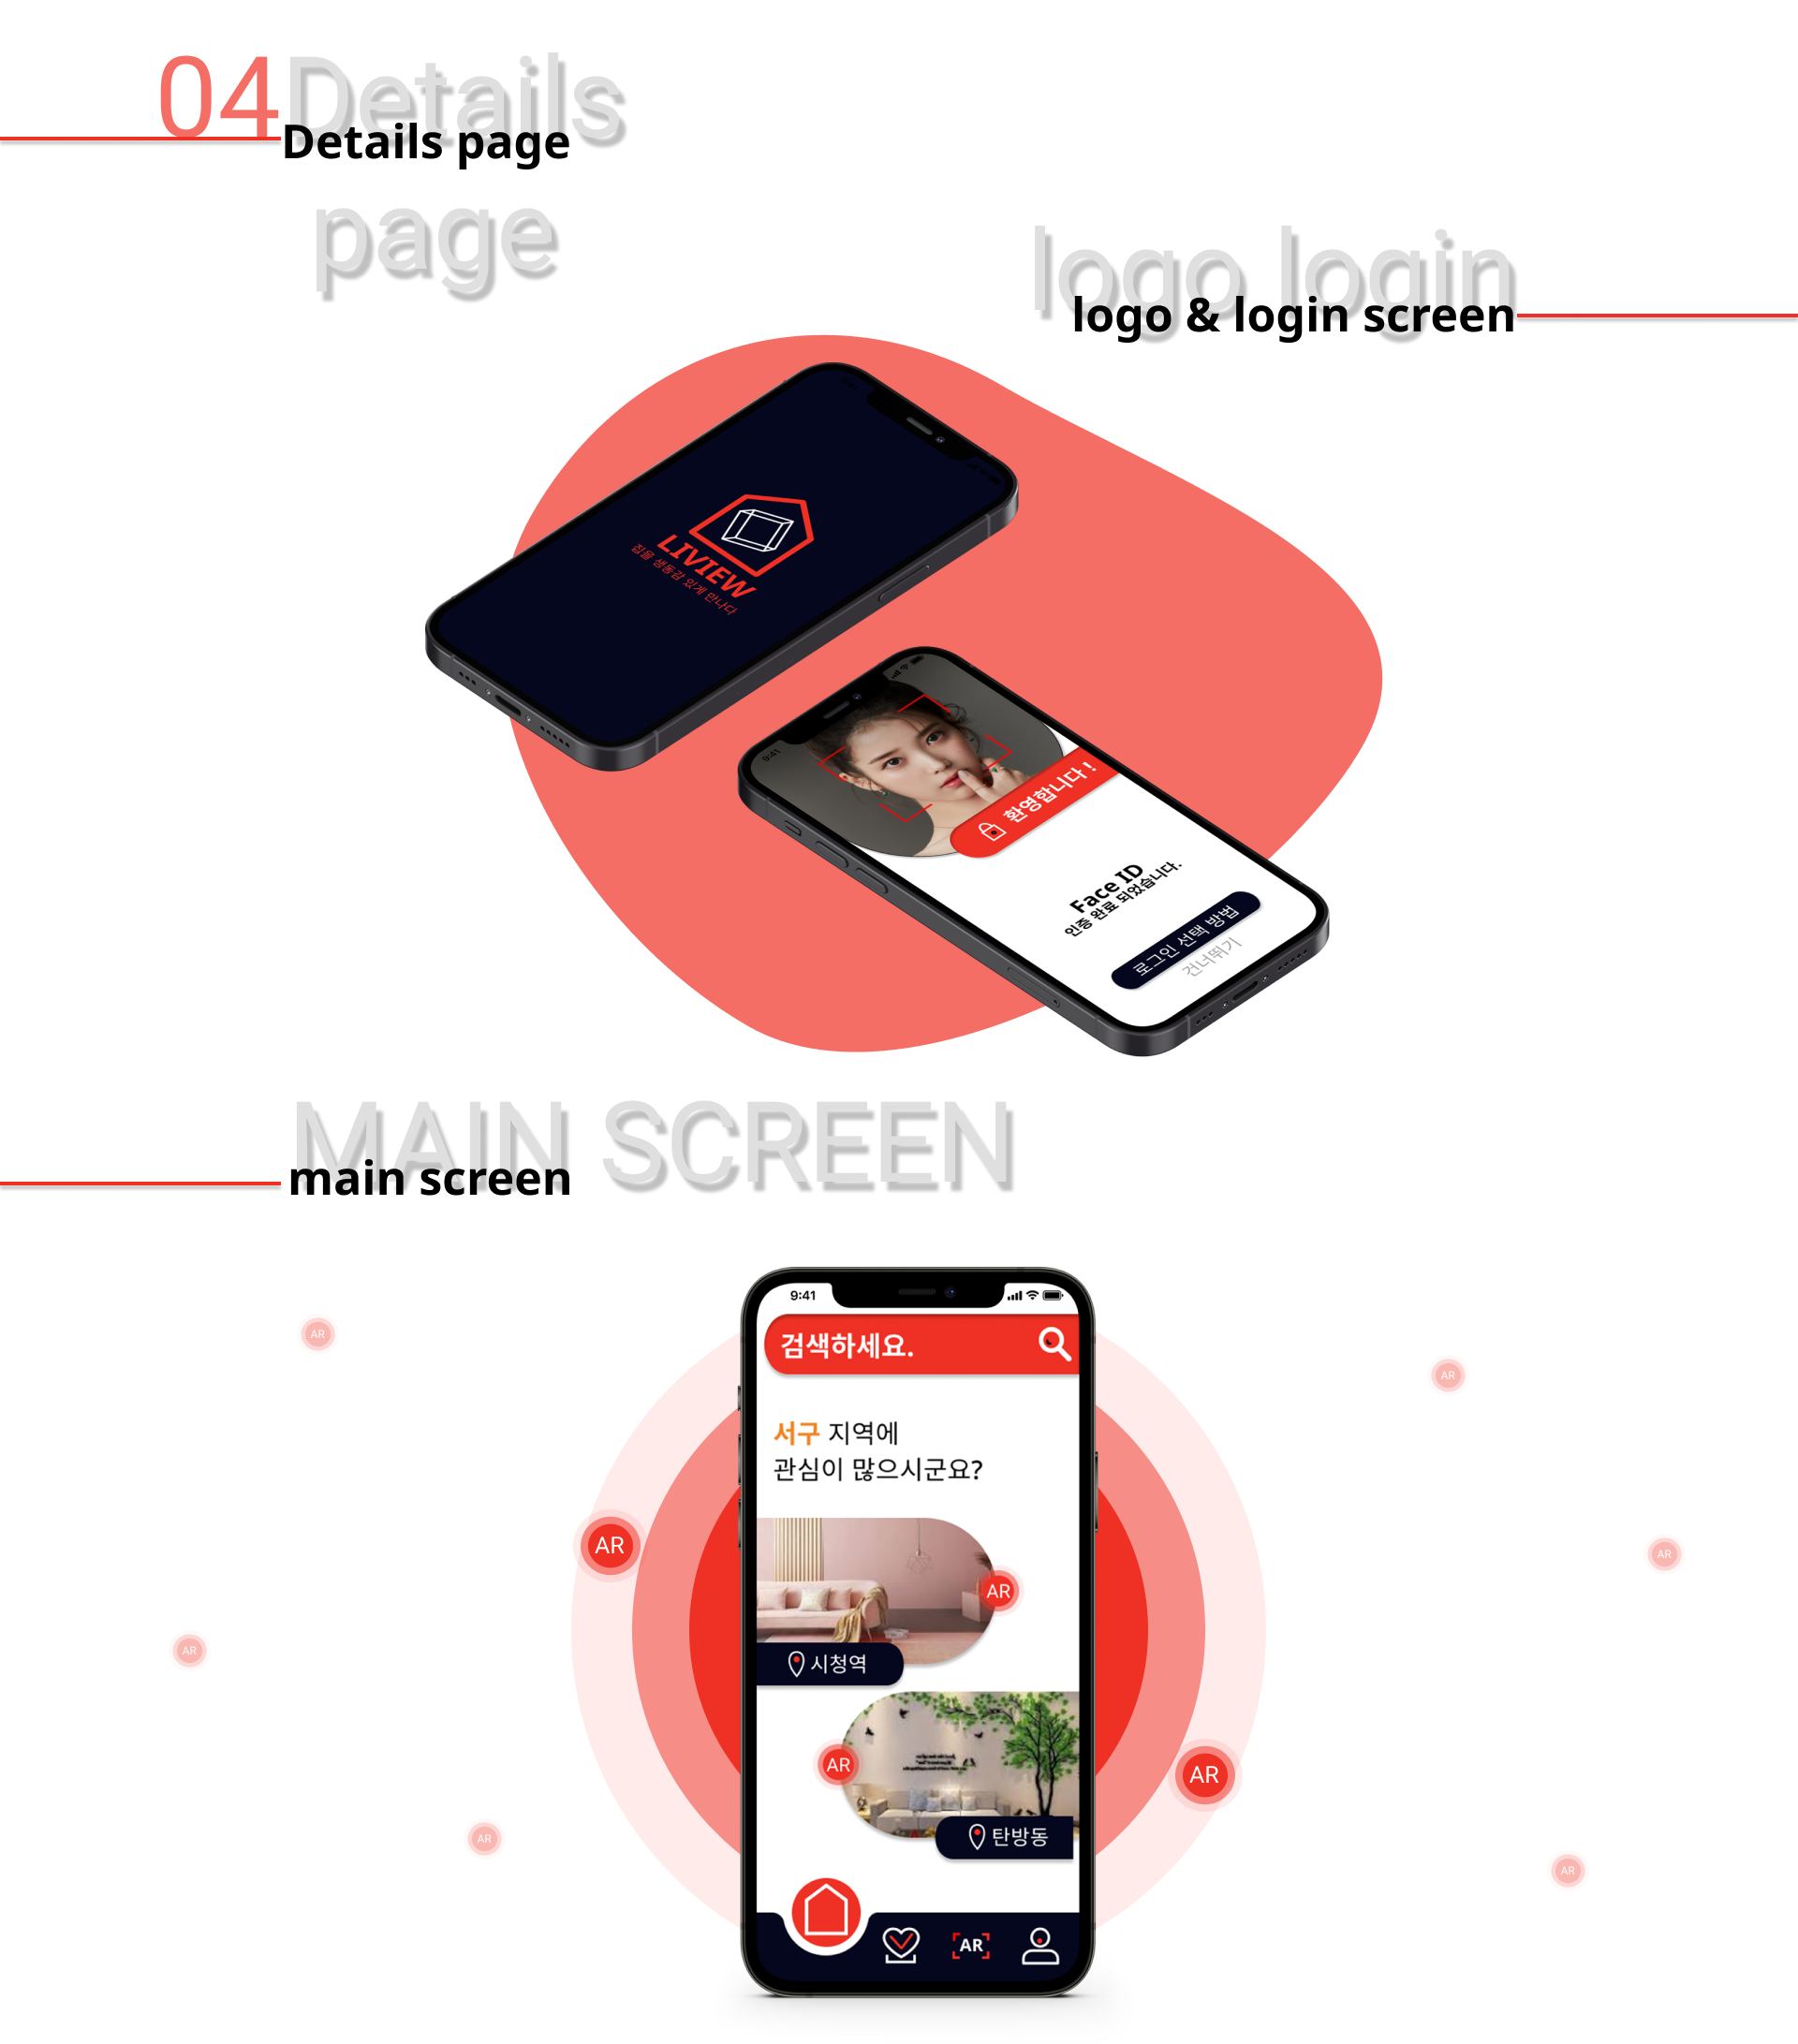 04 Details
Details page
page
logo login
logo & login screen
LIVIEW
집을 생동감 있게 만나다
9:41
환영합니다!
Face ID
인증 완료 되었습니다.
로그인 선택 방법
건너뛰기
MAIN SCREEN
main screen
9:41
검색하세요.
서구 지역에
관심이 많으시군요?
AR
AR
AR
AR
AR
AR
시청역
AR
AR
AR
탄방동
AR
AR
AR